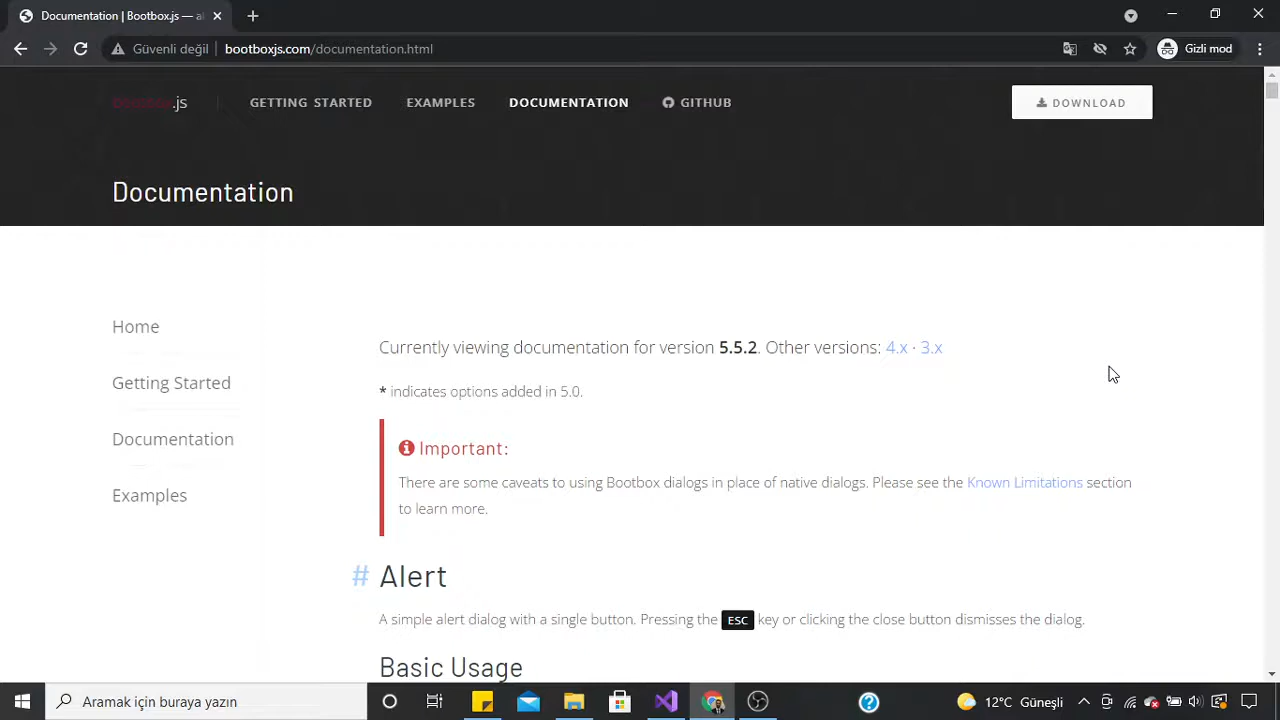 Documentation | Bootbox.js — al
Güvenli değil bootboxjs.com/documentation.html Gizli mod
bootbox.js GETTING STARTED EXAMPLES DOCUMENTATION GITHUB DOWNLOAD
Documentation
Home
Getting Started
Documentation
Examples
Currently viewing documentation for version 5.5.2. Other versions: 4.x · 3.x
* indicates options added in 5.0.
Important:
There are some caveats to using Bootbox dialogs in place of native dialogs. Please see the Known Limitations section
to learn more.
# Alert
A simple alert dialog with a single button. Pressing the ESC key or clicking the close button dismisses the dialog.
Basic Usage
Aramak için buraya yazın 12°C Güneşli